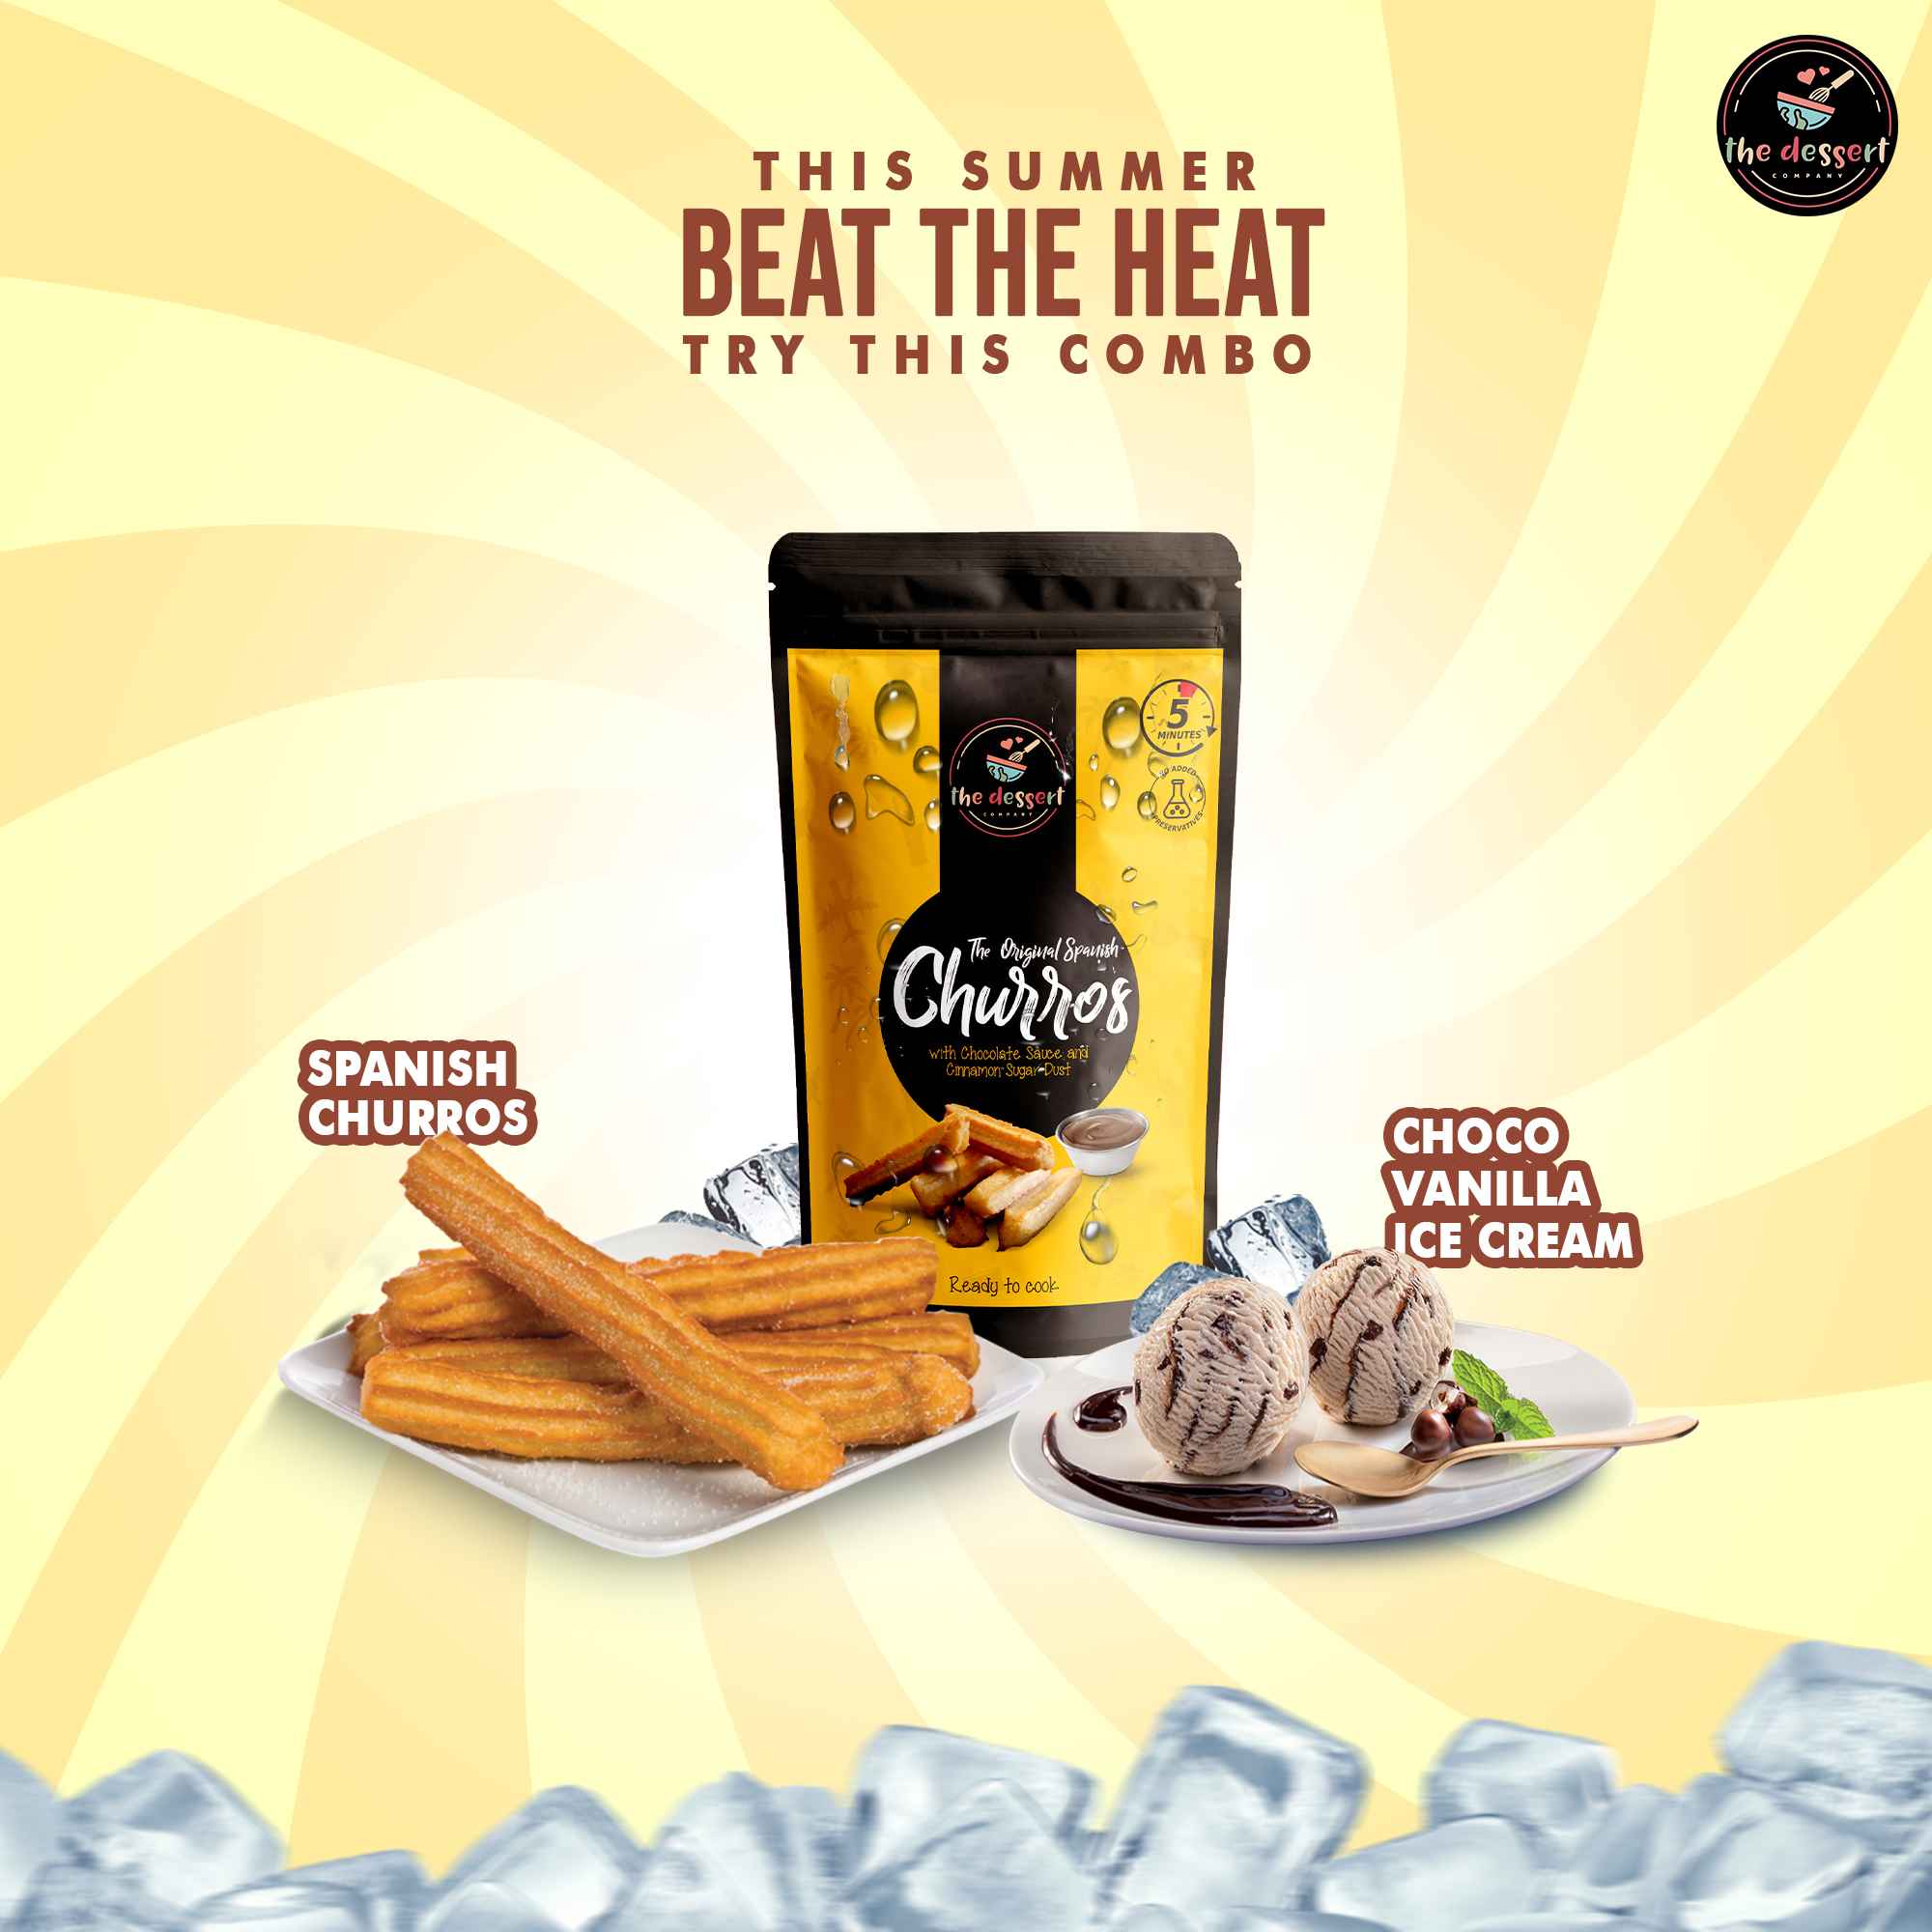 the dessert
COMPANY
THIS SUMMER
BEAT THE HEAT
TRY THIS COMBO
5
MINUTES
the dessert
COMPANY
NO ADDED
PRESERVATIVES
The Original Spanish
Churros
with Chocolate Sauce and
Cinnamon Sugar Dust
Ready to cook
SPANISH
CHURROS
CHOCO
VANILLA
ICE CREAM